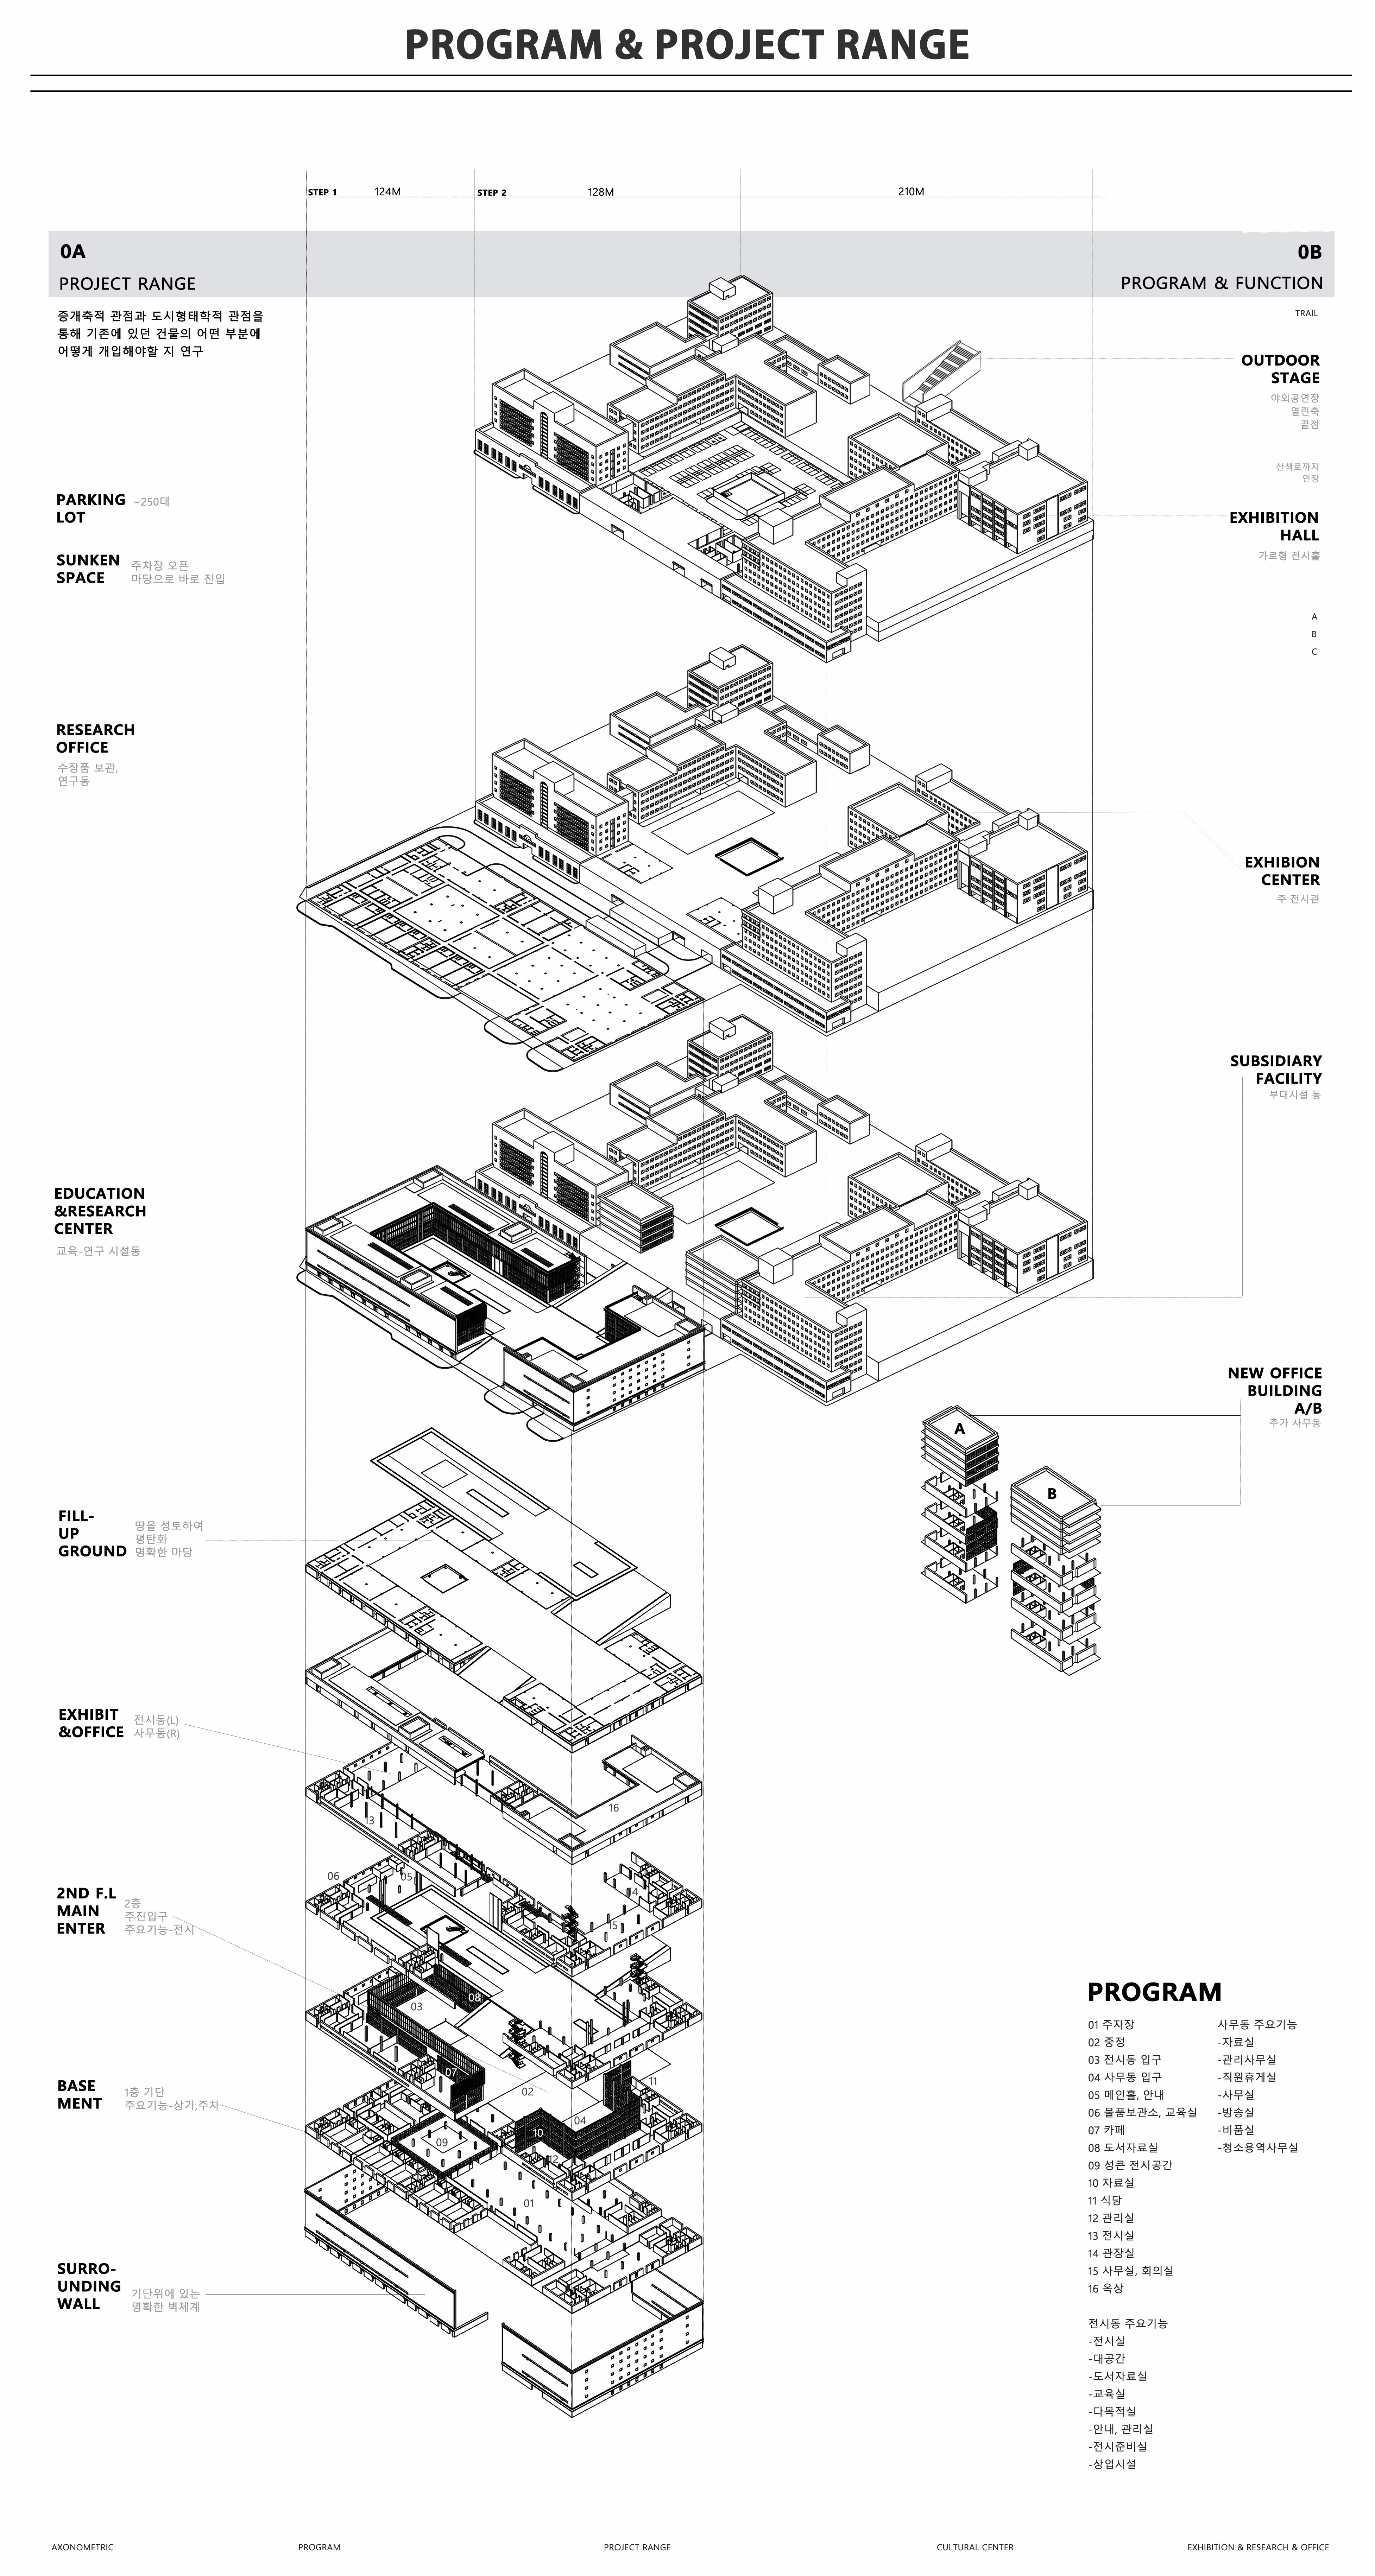 PROGRAM & PROJECT RANGE
STEP 1
124M
STEP 2
128M
210M
0A
PROJECT RANGE
0B
PROGRAM & FUNCTION
증개축적 관점과 도시형태학적 관점을
통해 기존에 있던 건물의 어떤 부분에
어떻게 개입해야할 지 연구
TRAIL
OUTDOOR
STAGE
야외공연장
열린축
끝점
산책로까지
연장
PARKING
LOT
~250대
EXHIBITION
HALL
가로형 전시홀
SUNKEN
SPACE
주차장 오픈
마당으로 바로 진입
A
B
C
RESEARCH
OFFICE
수장품 보관,
연구동
EXHIBION
CENTER
주 전시관
SUBSIDIARY
FACILITY
부대시설 동
EDUCATION
&RESEARCH
CENTER
교육-연구 시설동
NEW OFFICE
BUILDING
A/B
주가 사무동
A
B
FILL-
UP
GROUND
땅을 성토하여
평탄화
명확한 마당
EXHIBIT
&OFFICE
전시동(L)
사무동(R)
16
13
06
05
14
15
2ND F.L
MAIN
ENTER
2층
주진입구
주요기능-전시
08
03
07
02
11
04
10
12
09
01
BASE
MENT
1층 기단
주요기능-상가,주차
SURRO-
UNDING
WALL
기단위에 있는
명확한 벽체계
PROGRAM
01 주자장
02 중정
03 전시동 입구
04 사무동 입구
05 메인홀, 안내
06 물품보관소, 교육실
07 카페
08 도서자료실
09 성큰 전시공간
10 자료실
11 식당
12 관리실
13 전시실
14 관장실
15 사무실, 회의실
16 옥상
사무동 주요기능
-자료실
-관리사무실
-직원휴게실
-사무실
-방송실
-비품실
-청소용역사무실
전시동 주요기능
-전시실
-대공간
-도서자료실
-교육실
-다목적실
-안내, 관리실
-전시준비실
-상업시설
AXONOMETRIC
PROGRAM
PROJECT RANGE
CULTURAL CENTER
EXHIBITION & RESEARCH & OFFICE